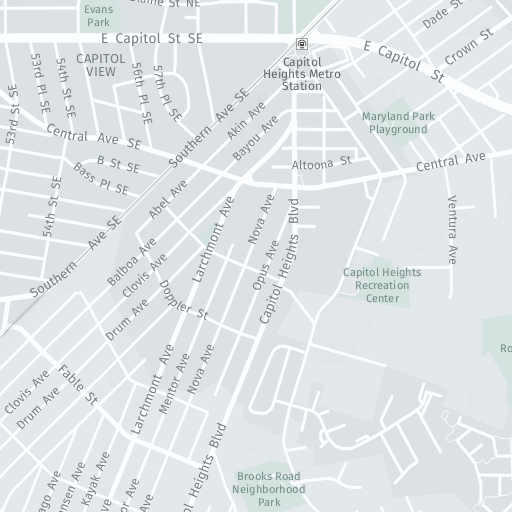 Blaine St NE
Evans
Park
Dade St
Crown St
E Capitol St SE
E Capitol St
CAPITOL
VIEW
53rd Pl SE
54th St SE
56th Pl SE
57th Pl SE
53rd St SE
Capitol
Heights Metro
Station
Southern Ave SE
Akin Ave
Bayou Ave
Maryland Park
Playground
Central Ave SE
B St SE
Bass Pl SE
Altoona St
Central Ave
54th St SE
Abel Ave
Larchmont Ave
Nova Ave
Capitol Heights Blvd
Ventura Ave
Southern Ave SE
Balboa Ave
Clovis Ave
Opus Ave
Drum Ave
Doppler St
Capitol Heights
Recreation
Center
Larchmont Ave
Mentor Ave
Nova Ave
Ro
Clovis Ave
Drum Ave
Fable St
Kayak Ave
Heights Blvd
Brooks Road
Neighborhood
Park